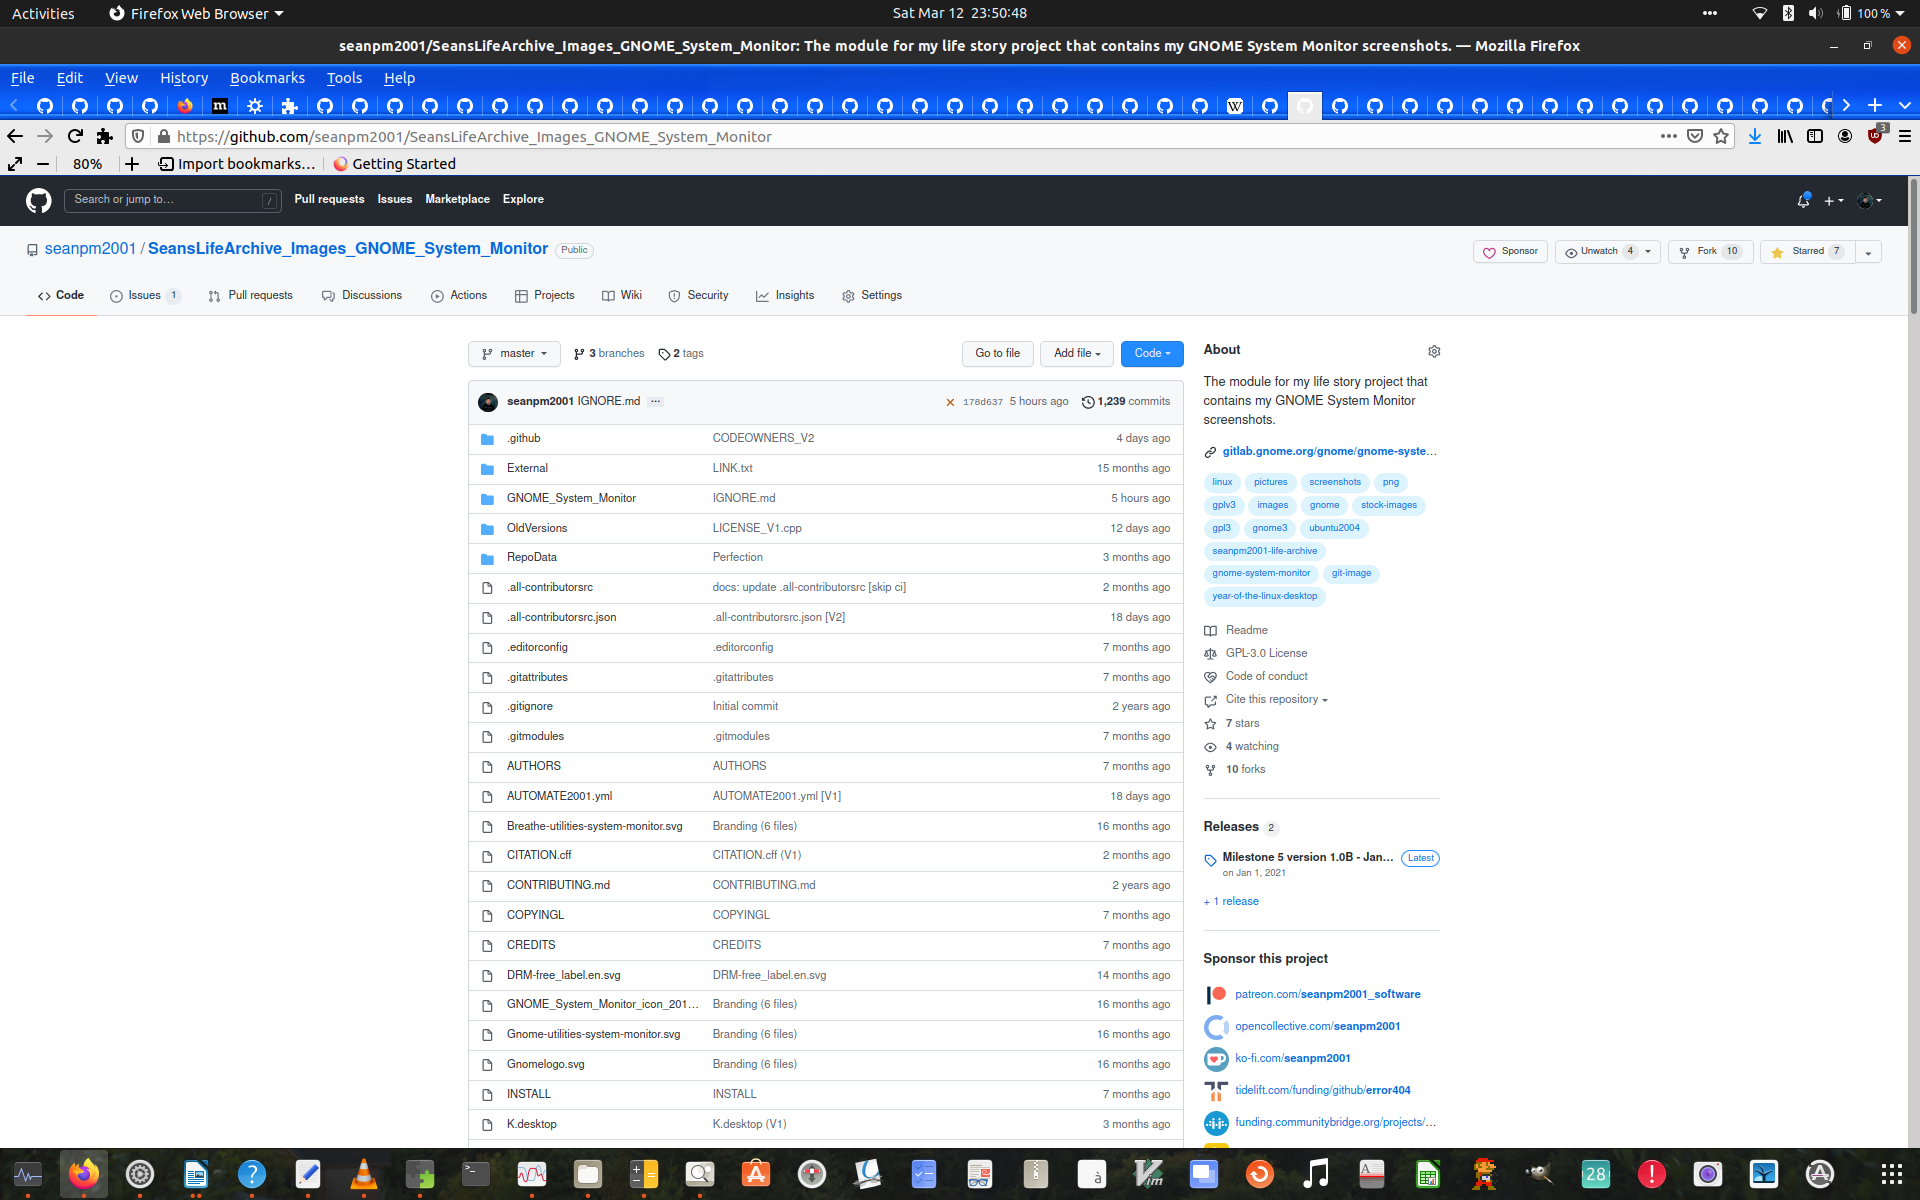 Activities Firefox Web Browser Sat Mar 12 23:50:48 100 %
seanpm2001/SeansLifeArchive_Images_GNOME_System_Monitor: The module for my life story project that contains my GNOME System Monitor screenshots. — Mozilla Firefox
File Edit View History Bookmarks Tools Help
https://github.com/seanpm2001/SeansLifeArchive_Images_GNOME_System_Monitor 3
80% Import bookmarks... Getting Started
Search or jump to... / Pull requests Issues Marketplace Explore
seanpm2001 / SeansLifeArchive_Images_GNOME_System_Monitor Public Sponsor Unwatch 4 Fork 10 Starred 7
Code Issues 1 Pull requests Discussions Actions Projects Wiki Security Insights Settings
master 3 branches 2 tags Go to file Add file Code
seanpm2001 IGNORE.md ... 178d637 5 hours ago 1,239 commits
.github CODEOWNERS_V2 4 days ago
External LINK.txt 15 months ago
GNOME_System_Monitor IGNORE.md 5 hours ago
OldVersions LICENSE_V1.cpp 12 days ago
RepoData Perfection 3 months ago
.all-contributorsrc docs: update .all-contributorsrc [skip ci] 2 months ago
.all-contributorsrc.json .all-contributorsrc.json [V2] 18 days ago
.editorconfig .editorconfig 7 months ago
.gitattributes .gitattributes 7 months ago
.gitignore Initial commit 2 years ago
.gitmodules .gitmodules 7 months ago
AUTHORS AUTHORS 7 months ago
AUTOMATE2001.yml AUTOMATE2001.yml [V1] 18 days ago
Breathe-utilities-system-monitor.svg Branding (6 files) 16 months ago
CITATION.cff CITATION.cff (V1) 2 months ago
CONTRIBUTING.md CONTRIBUTING.md 2 years ago
COPYINGL COPYINGL 7 months ago
CREDITS CREDITS 7 months ago
DRM-free_label.en.svg DRM-free_label.en.svg 14 months ago
GNOME_System_Monitor_icon_201... Branding (6 files) 16 months ago
Gnome-utilities-system-monitor.svg Branding (6 files) 16 months ago
Gnomelogo.svg Branding (6 files) 16 months ago
INSTALL INSTALL 7 months ago
K.desktop K.desktop (V1) 3 months ago
About
The module for my life story project that
contains my GNOME System Monitor
screenshots.
gitlab.gnome.org/gnome/gnome-syste...
linux pictures screenshots png
gplv3 images gnome stock-images
gpl3 gnome3 ubuntu2004
seanpm2001-life-archive
gnome-system-monitor git-image
year-of-the-linux-desktop
Readme
GPL-3.0 License
Code of conduct
Cite this repository
7 stars
4 watching
10 forks
Releases 2
Milestone 5 version 1.0B - Jan... Latest
on Jan 1, 2021
+ 1 release
Sponsor this project
patreon.com/seanpm2001_software
opencollective.com/seanpm2001
ko-fi.com/seanpm2001
tidelift.com/funding/github/error404
funding.communitybridge.org/projects/...
28